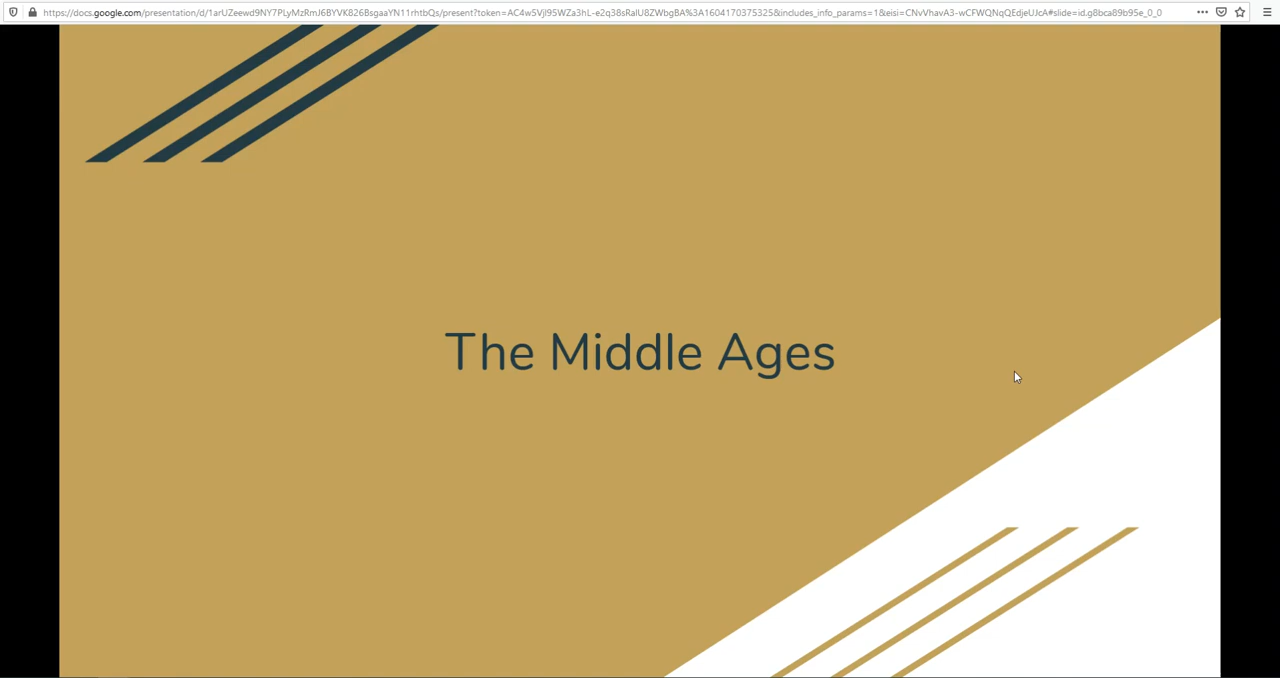 https://docs.google.com/presentation/d/1arUZeewd9NY7PLyMzRmJ6BYVK826BsgaaYN11rhtbQs/present?token=AC4w5Vjl95WZa3hL-e2q38sRalU8ZWbgBA%3A1604170375325&includes_info_params=1&eisi=CNvVhavA3-wCFWQNqQEdjeUJcA#slide=id.g8bca89b95e_0_0
The Middle Ages